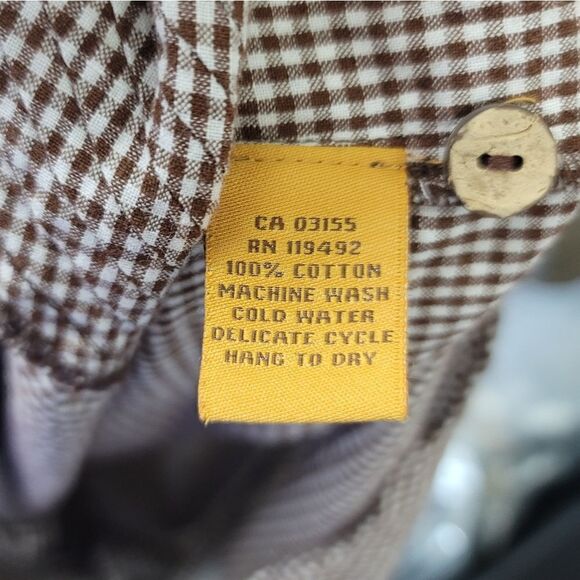 CA 03155
RN 119492
100% COTTON
MACHINE WASH
COLD WATER
DELICATE CYCLE
HANG TO DRY